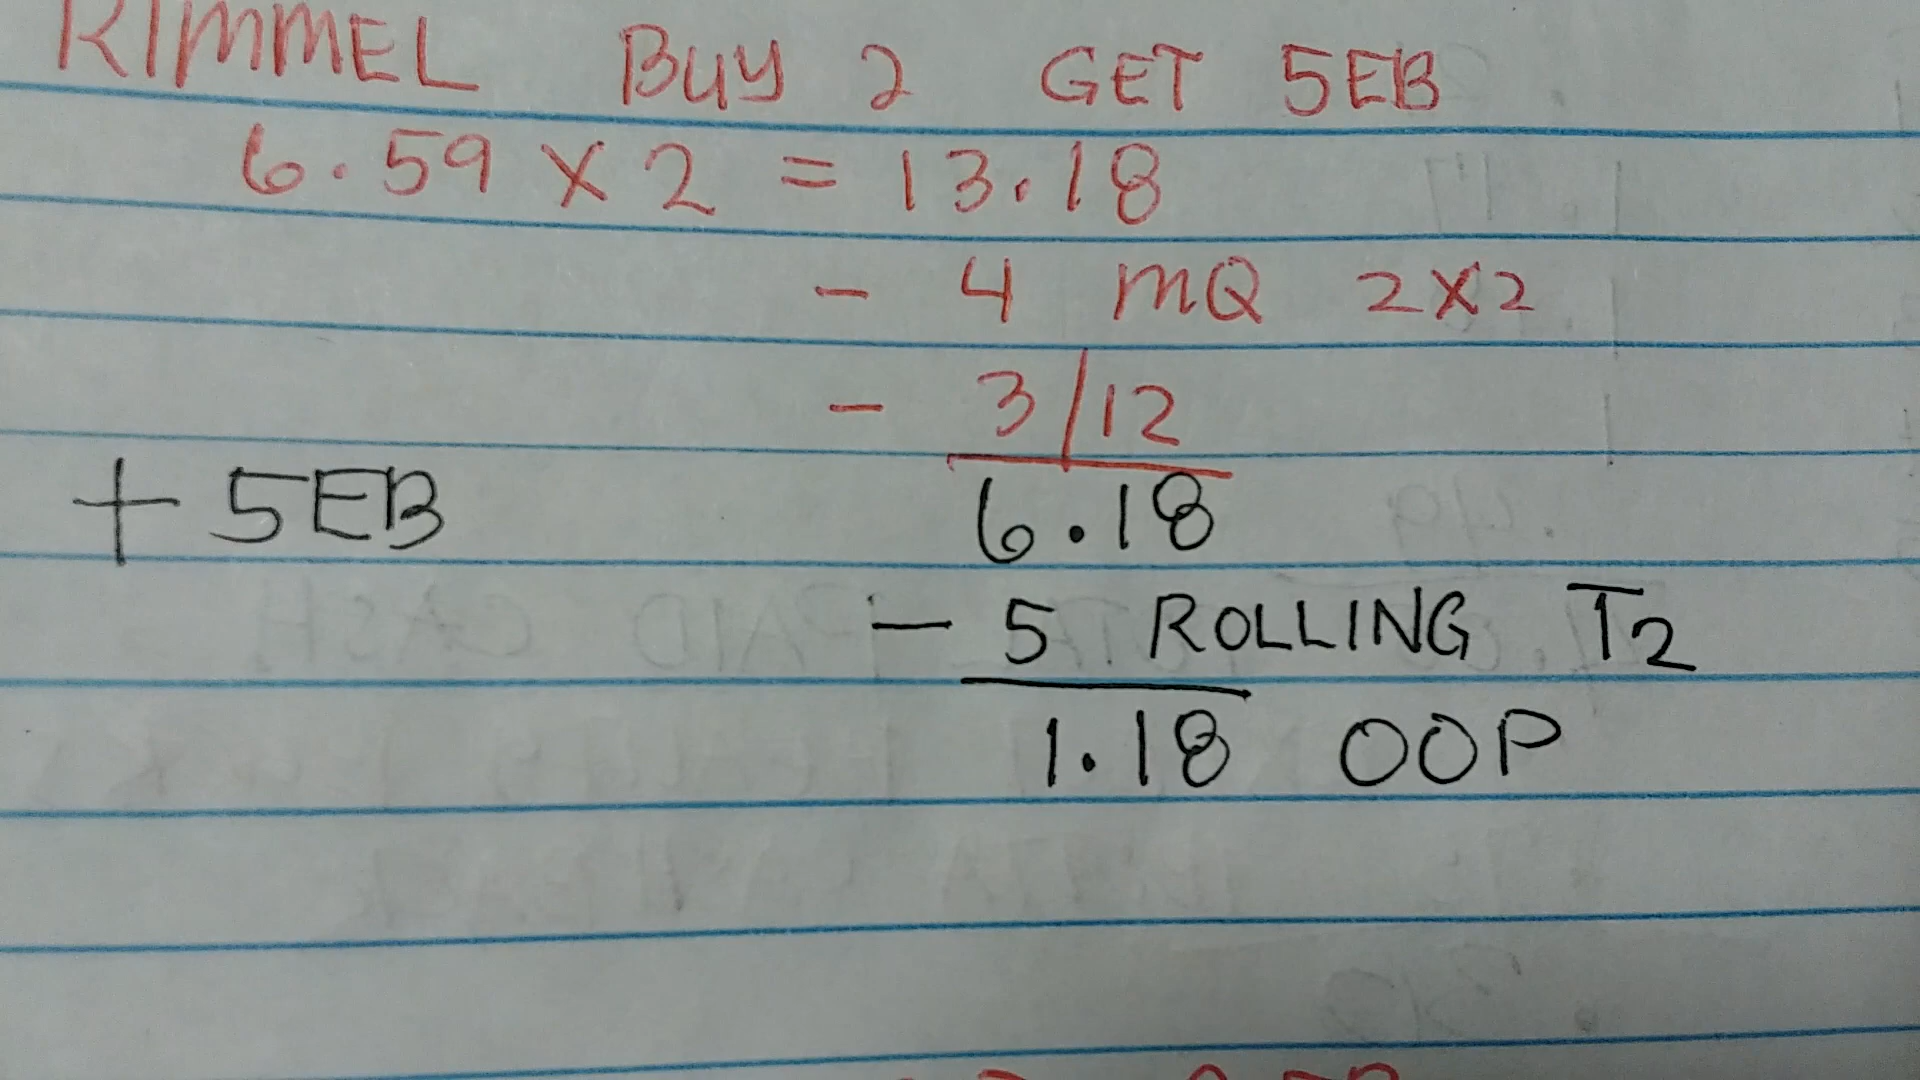 RIMMEL BUY 2 GET 5EB
6.59 X 2 = 13.18
- 4 MQ 2X2
- 3/12
+ 5EB 6.18
- 5 ROLLING T2
1.18 OOP